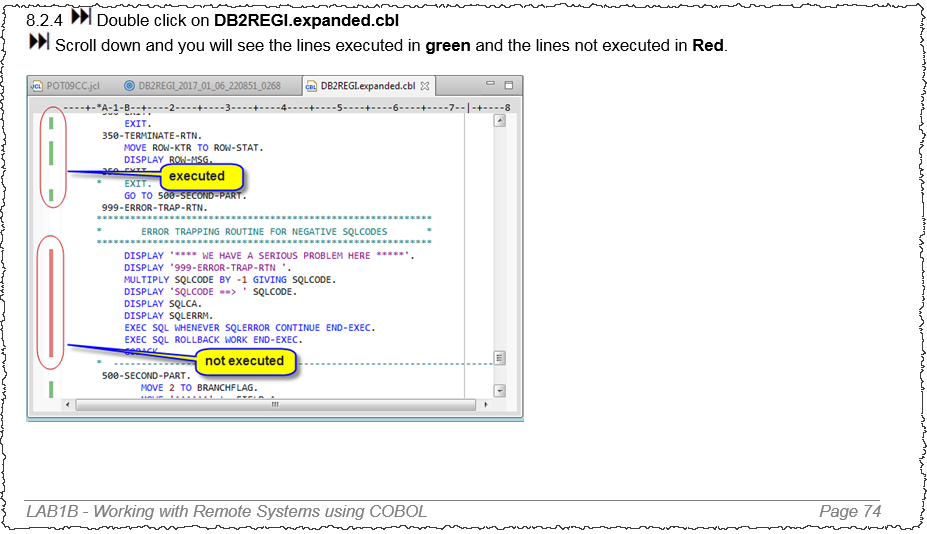 8.2.4 Double click on DB2REGI.expanded.cbl
Scroll down and you will see the lines executed in green and the lines not executed in Red.
POT09CC.jcl DB2REGI_2017_01_06_220851_0268 DB2REGI.expanded.cbl
----+-*A-1-B--+----2----+----3----+----4----+----5----+----6----+----7--|-+----8
EXIT.
350-TERMINATE-RTN.
MOVE ROW-KTR TO ROW-STAT.
DISPLAY ROW-MSG.
executed
* EXIT.
GO TO 500-SECOND-PART.
999-ERROR-TRAP-RTN.
************************************************************
* ERROR TRAPPING ROUTINE FOR NEGATIVE SQLCODES *
************************************************************
DISPLAY '**** WE HAVE A SERIOUS PROBLEM HERE *****'.
DISPLAY '999-ERROR-TRAP-RTN '.
MULTIPLY SQLCODE BY -1 GIVING SQLCODE.
DISPLAY 'SQLCODE ==> ' SQLCODE.
DISPLAY SQLCA.
DISPLAY SQLERRM.
EXEC SQL WHENEVER SQLERROR CONTINUE END-EXEC.
EXEC SQL ROLLBACK WORK END-EXEC.
not executed
500-SECOND-PART.
MOVE 2 TO BRANCHFLAG.
LAB1B - Working with Remote Systems using COBOL Page 74